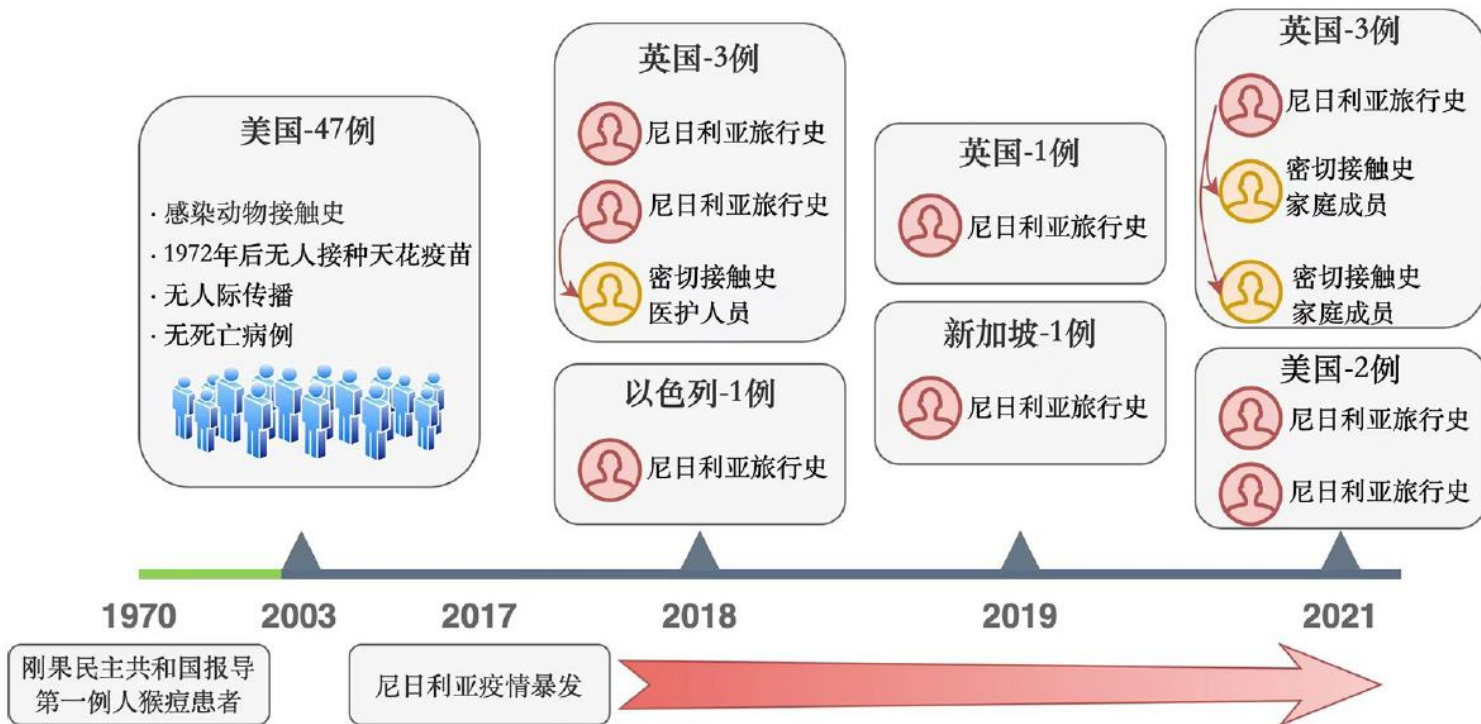 美国-47例
· 感染动物接触史
· 1972年后无人接种天花疫苗
· 无人际传播
· 无死亡病例
英国-3例
尼日利亚旅行史
尼日利亚旅行史
密切接触史
医护人员
以色列-1例
尼日利亚旅行史
英国-1例
尼日利亚旅行史
新加坡-1例
尼日利亚旅行史
英国-3例
尼日利亚旅行史
密切接触史
家庭成员
密切接触史
家庭成员
美国-2例
尼日利亚旅行史
尼日利亚旅行史
1970 2003 2017 2018 2019 2021
刚果民主共和国报导
第一例人猴痘患者
尼日利亚疫情暴发